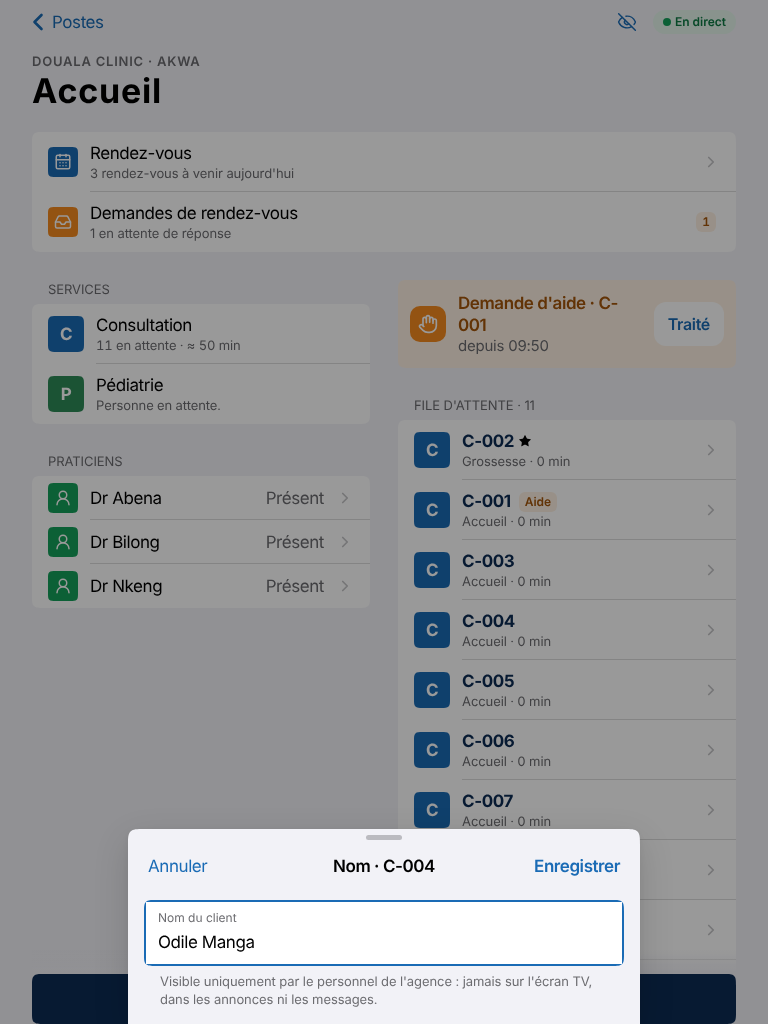 Postes
En direct
DOUALA CLINIC · AKWA
Accueil
Rendez-vous
3 rendez-vous à venir aujourd'hui
Demandes de rendez-vous
1 en attente de réponse
1
SERVICES
C
Consultation
11 en attente · ≈ 50 min
P
Pédiatrie
Personne en attente.
PRATICIENS
Dr Abena
Présent
Dr Bilong
Présent
Dr Nkeng
Présent
Demande d'aide · C-
001
depuis 09:50
Traité
FILE D'ATTENTE · 11
C
C-002 ★
Grossesse · 0 min
C
C-001 Aide
Accueil · 0 min
C
C-003
Accueil · 0 min
C
C-004
Accueil · 0 min
C
C-005
Accueil · 0 min
C
C-006
Accueil · 0 min
C
C-007
Accueil · 0 min
Annuler
Nom · C-004
Enregistrer
Nom du client
Odile Manga
Visible uniquement par le personnel de l'agence : jamais sur l'écran TV,
dans les annonces ni les messages.